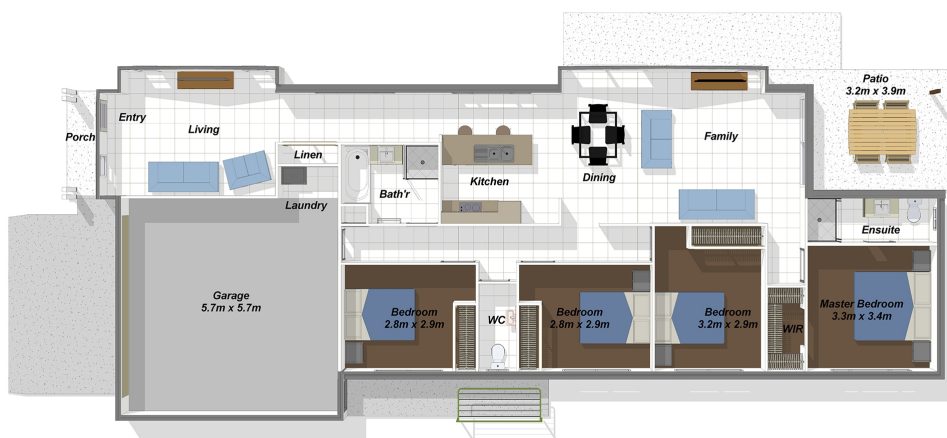 Patio
3.2m x 3.9m
Entry
Porch
Living
Family
Linen
Kitchen
Dining
Bath'r
Laundry
Ensuite
Garage
5.7m x 5.7m
Bedroom
2.8m x 2.9m
WC
Bedroom
2.8m x 2.9m
Bedroom
3.2m x 2.9m
WIR
Master Bedroom
3.3m x 3.4m